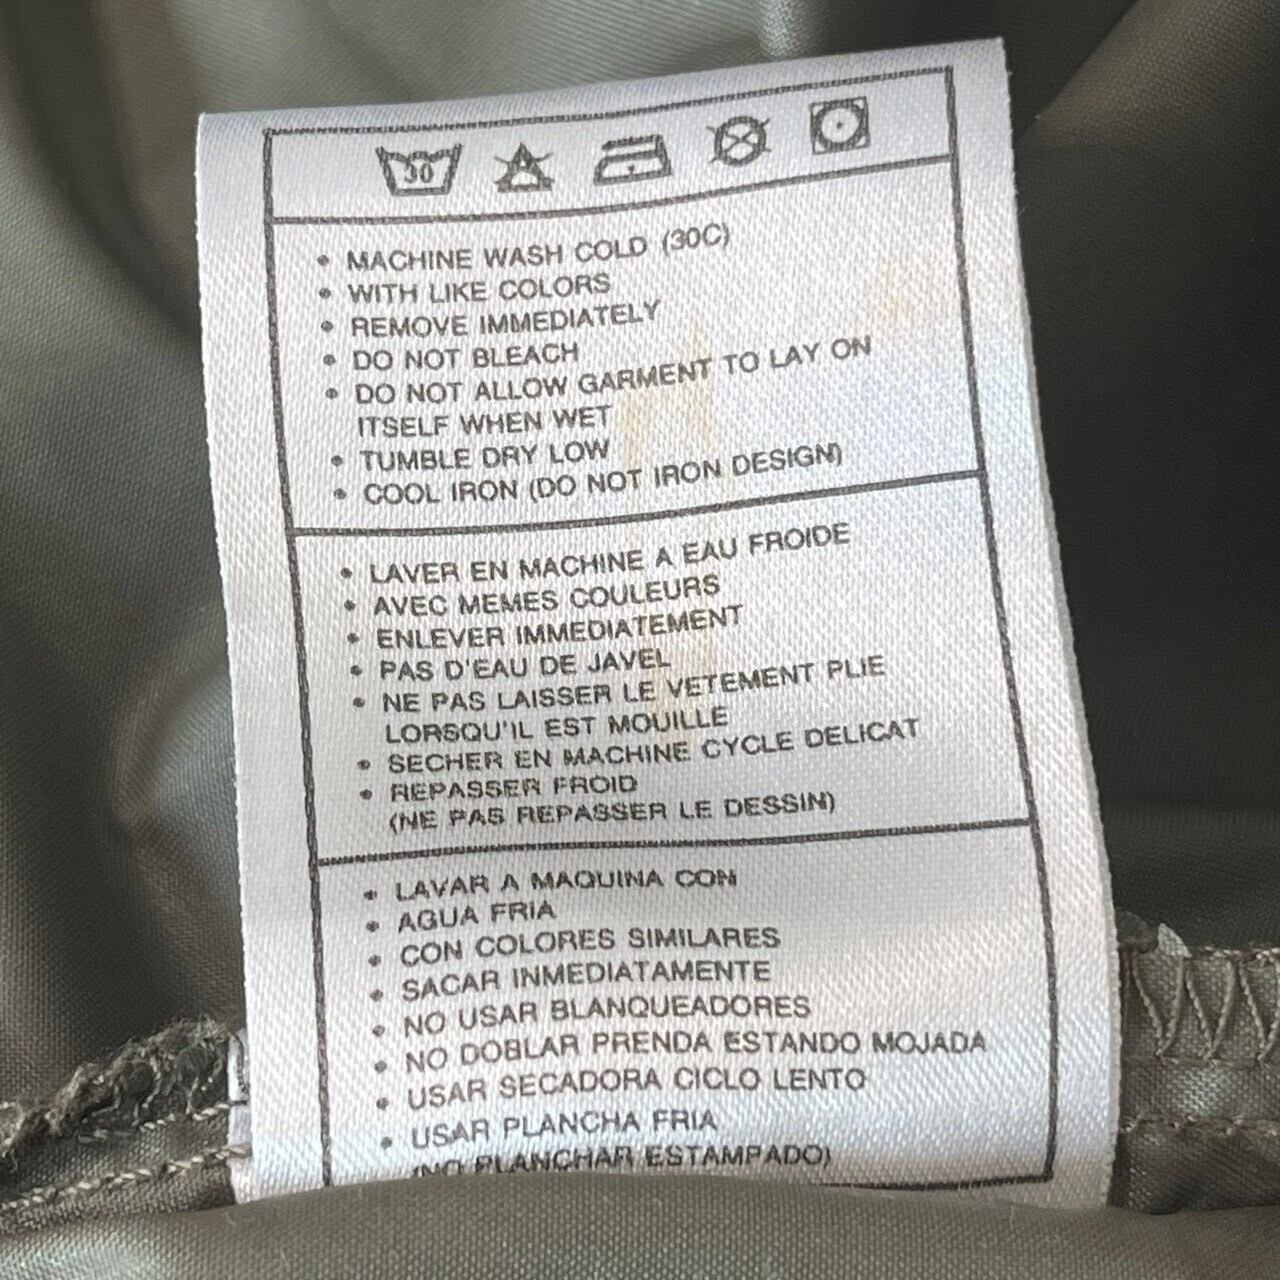 30
• MACHINE WASH COLD (30C)
• WITH LIKE COLORS
• REMOVE IMMEDIATELY
• DO NOT BLEACH
• DO NOT ALLOW GARMENT TO LAY ON
ITSELF WHEN WET
• TUMBLE DRY LOW
• COOL IRON (DO NOT IRON DESIGN)
• LAVER EN MACHINE A EAU FROIDE
• AVEC MEMES COULEURS
• ENLEVER IMMEDIATEMENT
• PAS D'EAU DE JAVEL
• NE PAS LAISSER LE VETEMENT PLIE
LORSQU'IL EST MOUILLE
• SECHER EN MACHINE CYCLE DELICAT
• REPASSER FROID
(NE PAS REPASSER LE DESSIN)
• LAVAR A MAQUINA CON
• AGUA FRIA
• CON COLORES SIMILARES
• SACAR INMEDIATAMENTE
• NO USAR BLANQUEADORES
• NO DOBLAR PRENDA ESTANDO MOJADA
• USAR SECADORA CICLO LENTO
• USAR PLANCHA FRIA
(NO PLANCHAR ESTAMPADO)